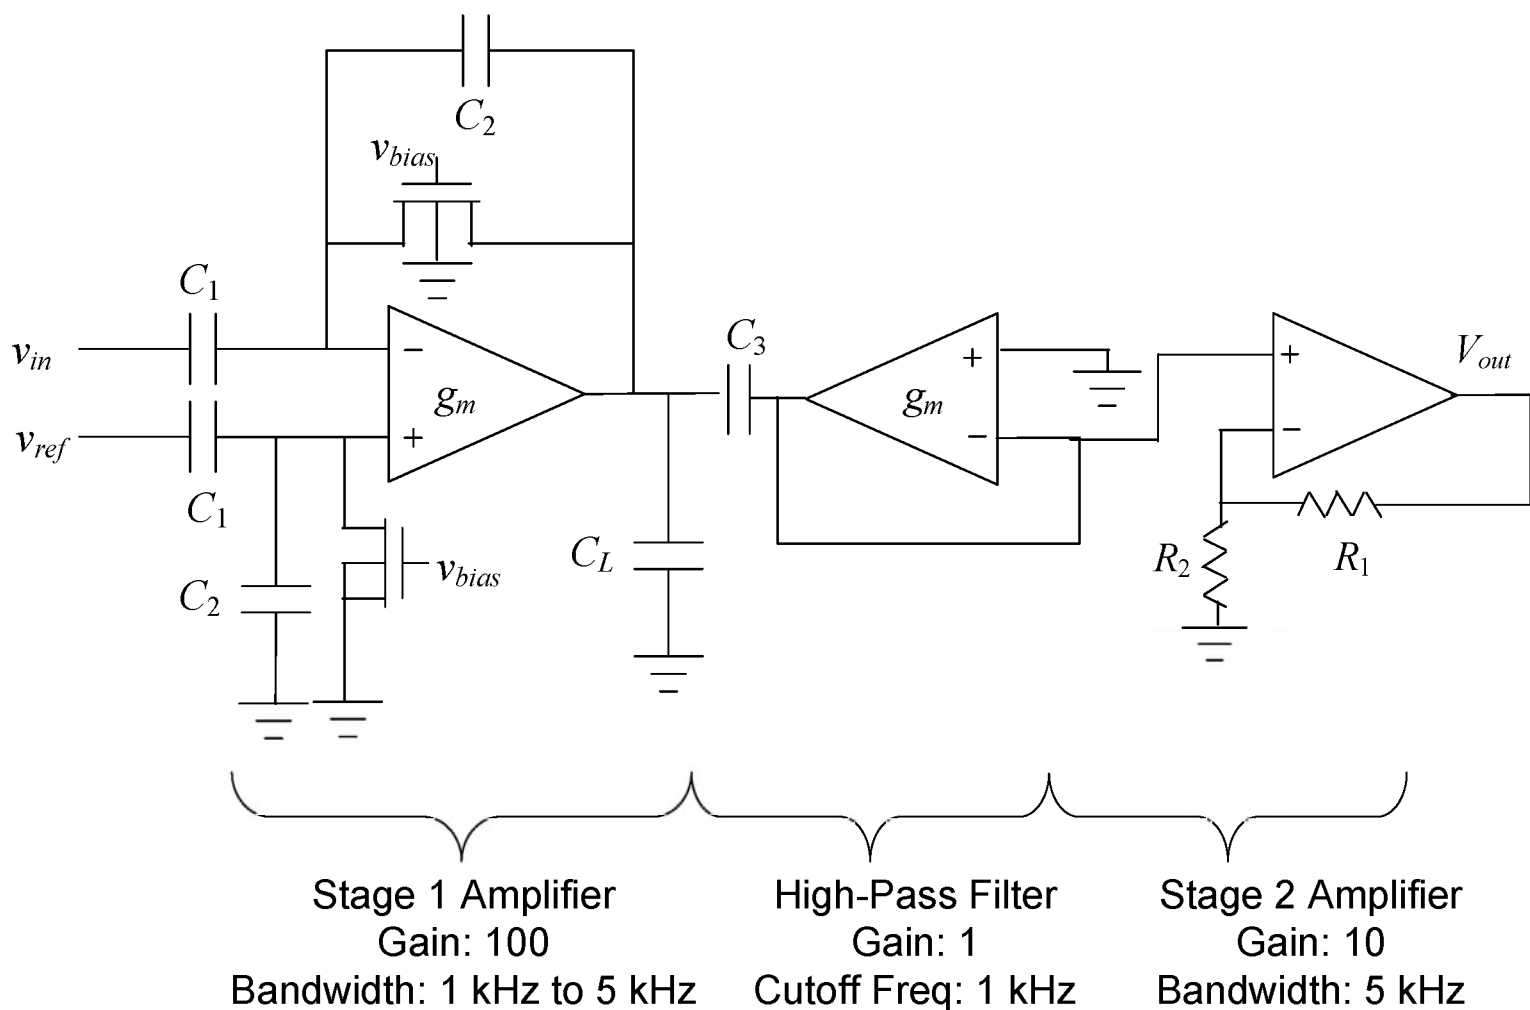 C2
vbias
C1
vin
−
gm
vref
+
C1
C2
vbias
CL
C3
+
gm
−
+
−
Vout
R2
R1
Stage 1 Amplifier
Gain: 100
Bandwidth: 1 kHz to 5 kHz
High-Pass Filter
Gain: 1
Cutoff Freq: 1 kHz
Stage 2 Amplifier
Gain: 10
Bandwidth: 5 kHz